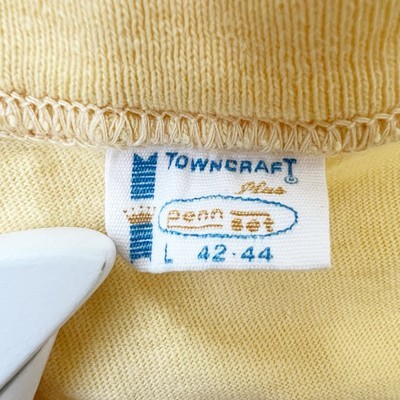 TOWNCRAFT
Plus
penn
set
L 42-44